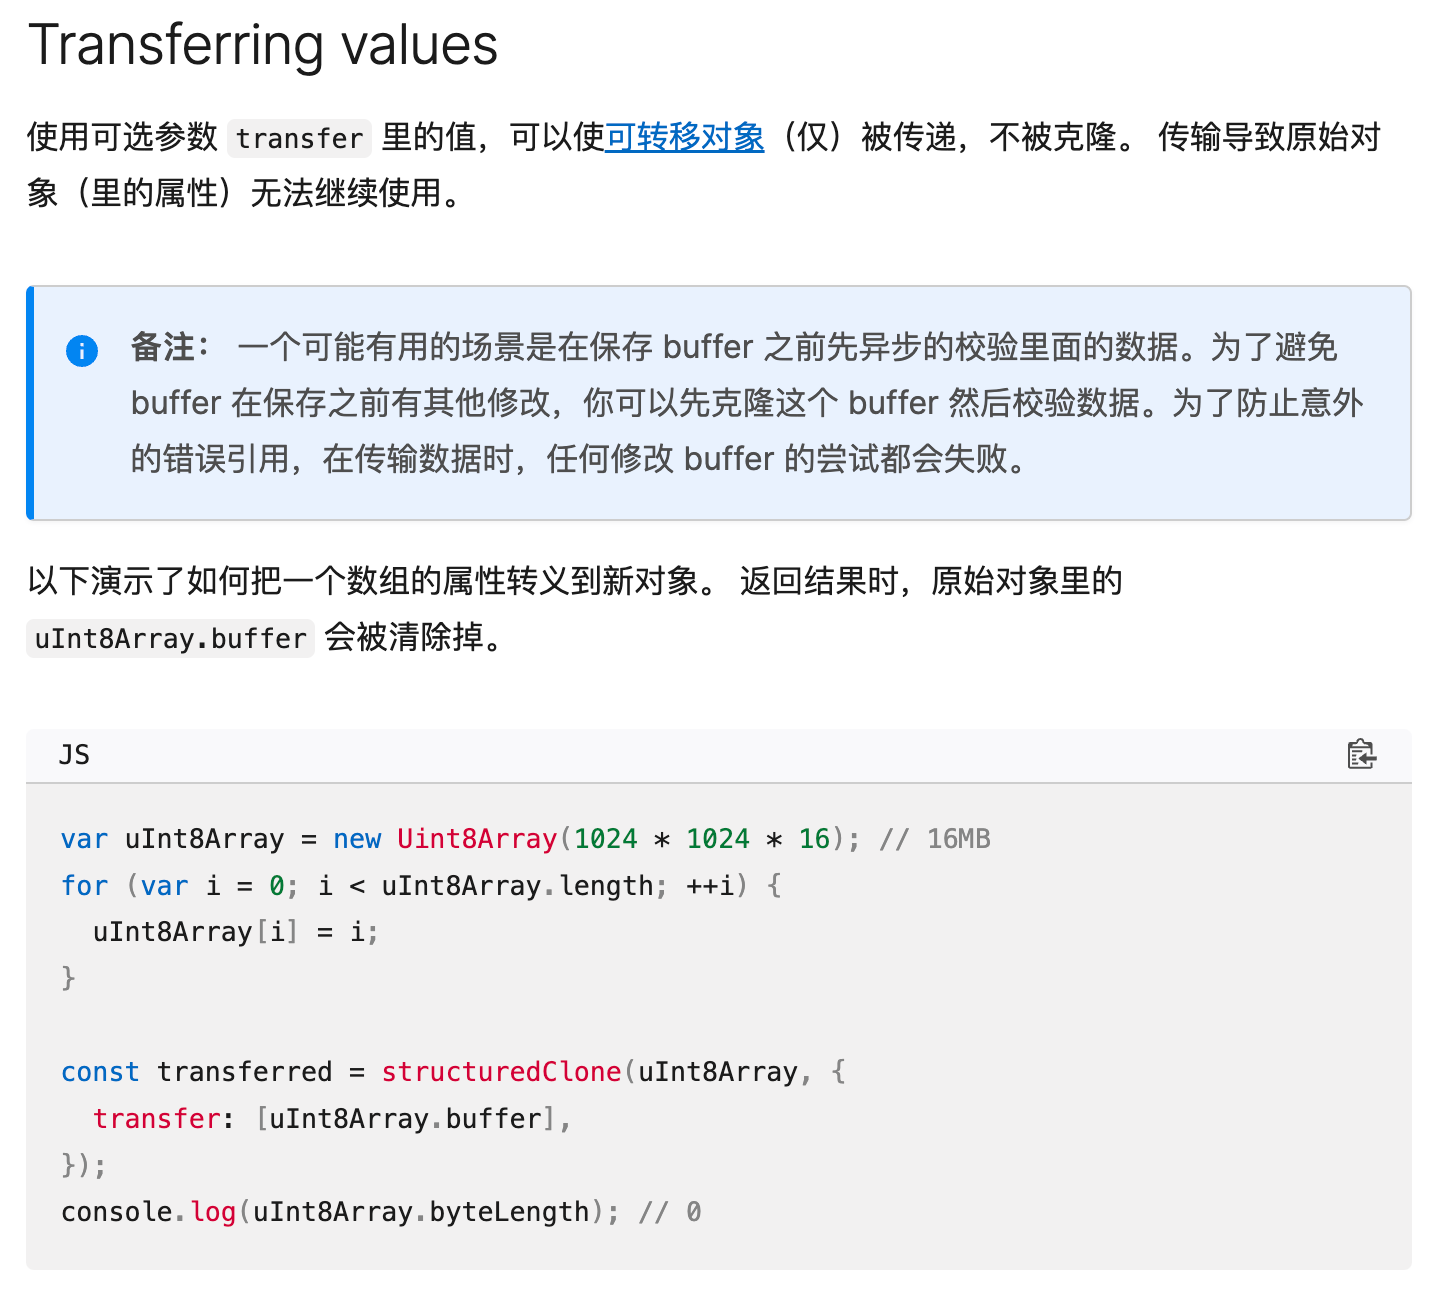 Transferring values
使用可选参数 transfer 里的值，可以使可转移对象（仅）被传递，不被克隆。 传输导致原始对
象（里的属性）无法继续使用。
备注： 一个可能有用的场景是在保存 buffer 之前先异步的校验里面的数据。为了避免
buffer 在保存之前有其他修改，你可以先克隆这个 buffer 然后校验数据。为了防止意外
的错误引用，在传输数据时，任何修改 buffer 的尝试都会失败。
以下演示了如何把一个数组的属性转义到新对象。 返回结果时，原始对象里的
uInt8Array.buffer 会被清除掉。
JS
var uInt8Array = new Uint8Array(1024 * 1024 * 16); // 16MB
for (var i = 0; i < uInt8Array.length; ++i) {
  uInt8Array[i] = i;
}
const transferred = structuredClone(uInt8Array, {
  transfer: [uInt8Array.buffer],
});
console.log(uInt8Array.byteLength); // 0